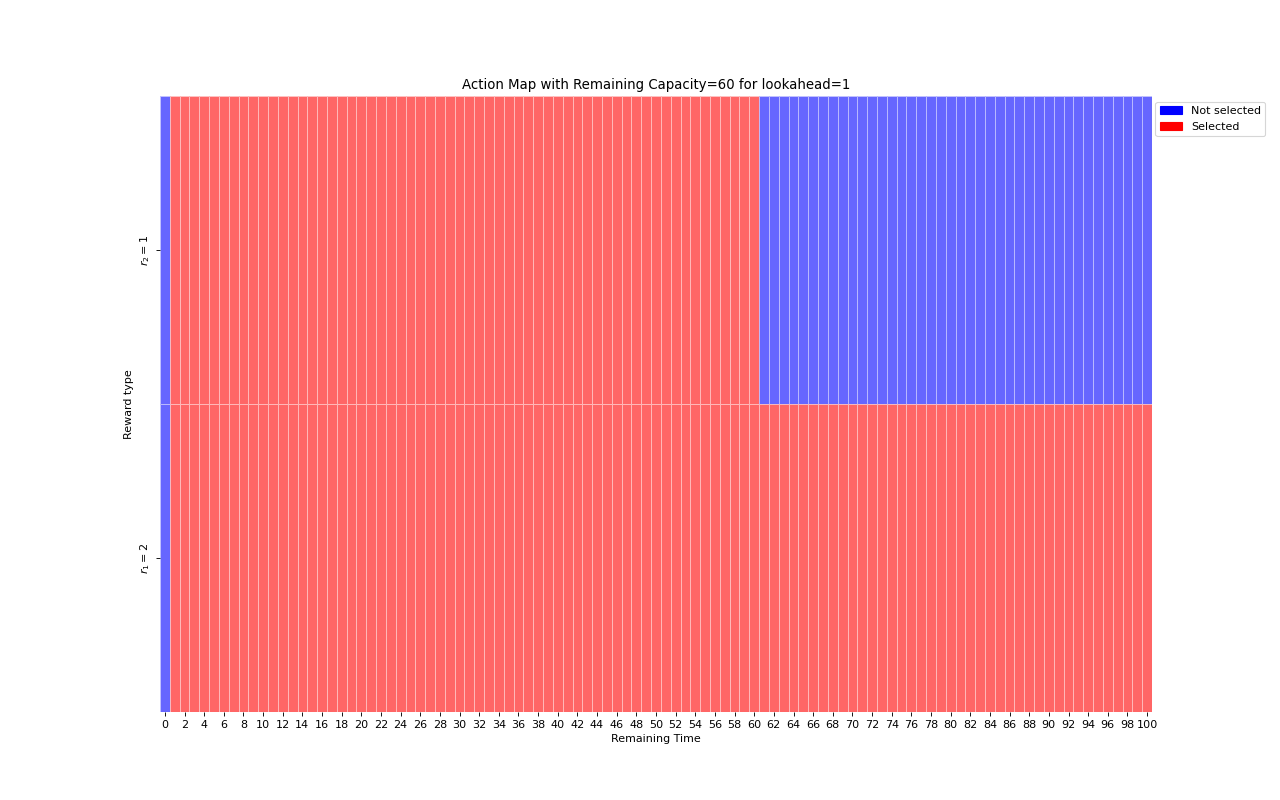 Action Map with Remaining Capacity=60 for lookahead=1
Not selected
Selected
r₂ = 1
Reward type
r₁ = 2
0 2 4 6 8 10 12 14 16 18 20 22 24 26 28 30 32 34 36 38 40 42 44 46 48 50 52 54 56 58 60 62 64 66 68 70 72 74 76 78 80 82 84 86 88 90 92 94 96 98 100
Remaining Time